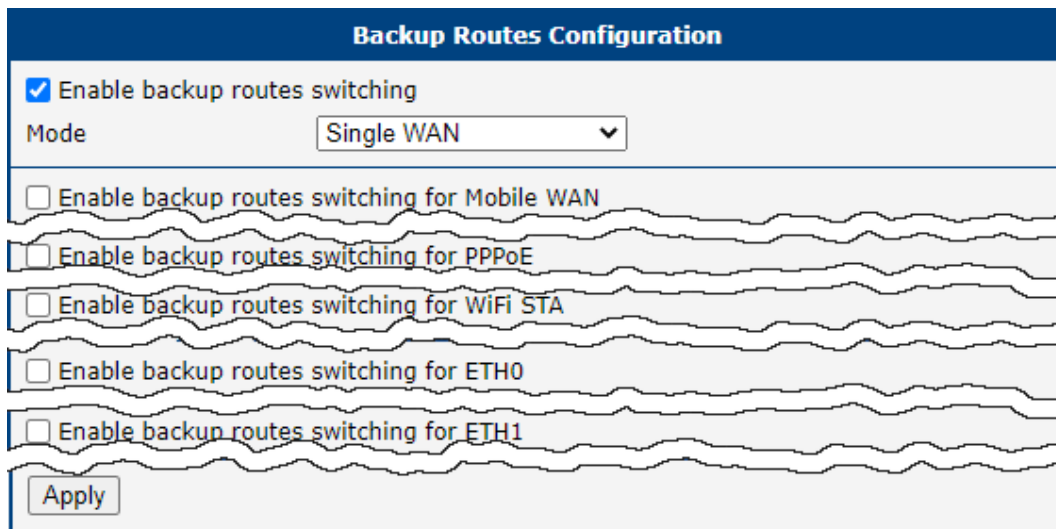 Backup Routes Configuration
Enable backup routes switching
Mode Single WAN
Enable backup routes switching for Mobile WAN
Enable backup routes switching for PPPoE
Enable backup routes switching for WiFi STA
Enable backup routes switching for ETH0
Enable backup routes switching for ETH1
Apply